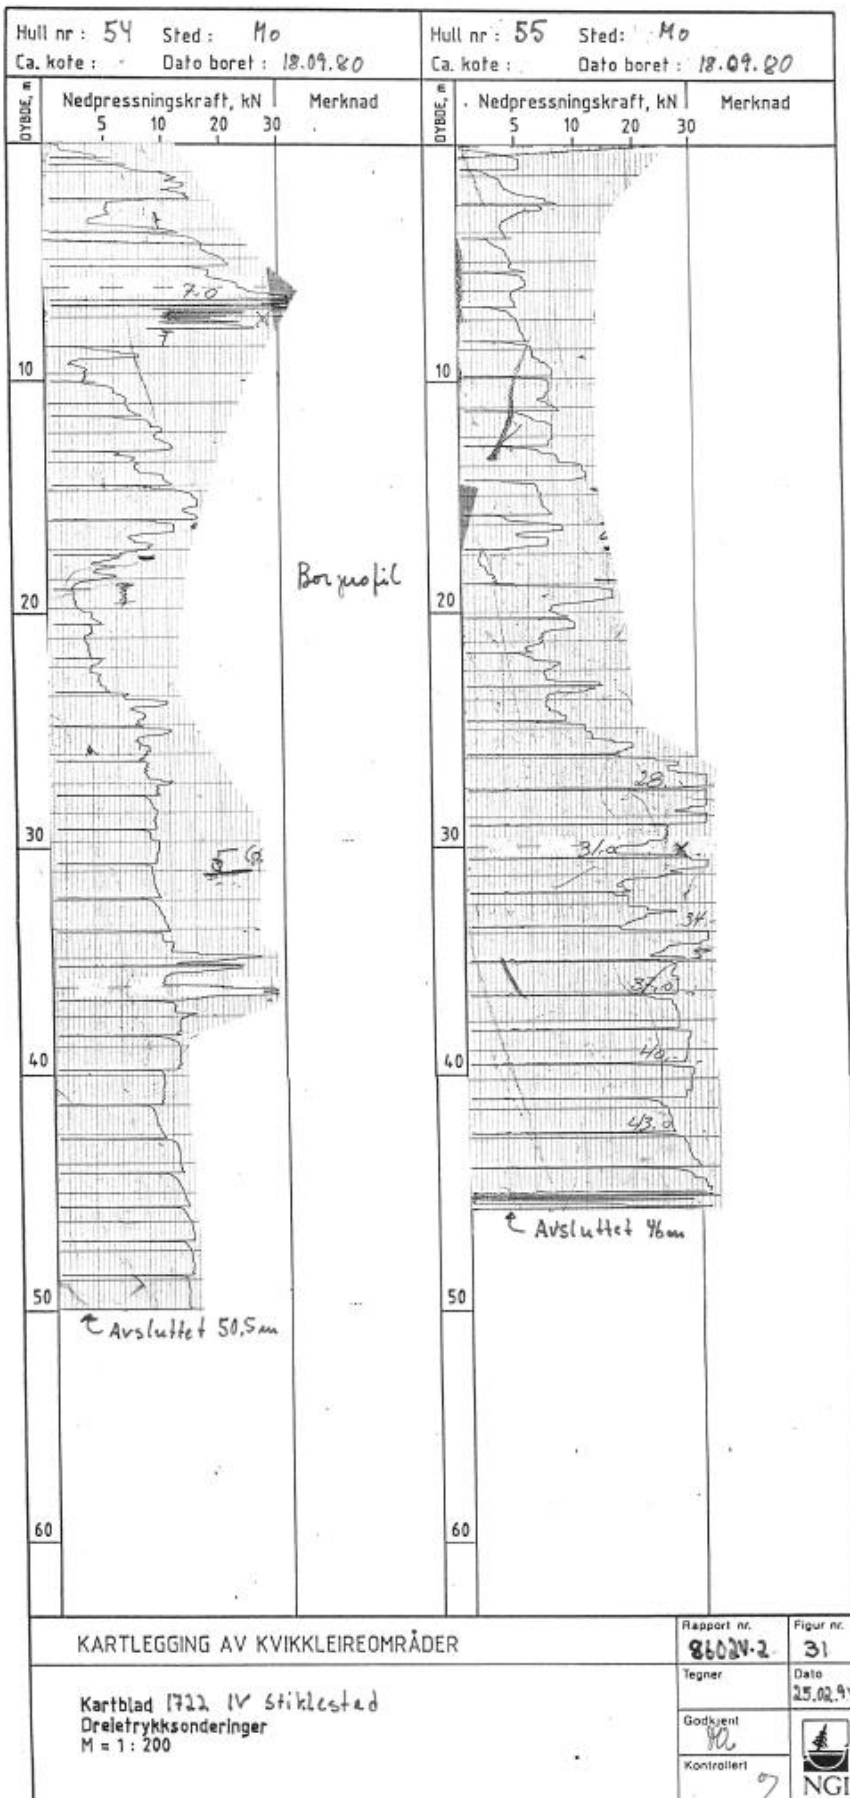 Hull nr : 54 Sted : Mo
Ca. kote : Dato boret : 18.09.80
DYBDE, m
Nedpressningskraft, kN Merknad
5 10 20 30
7.0
10
20
Borprofil
30
40
50
Avsluttet 50,5m
60
Hull nr : 55 Sted: Mo
Ca. kote : Dato boret : 18.09.80
DYBDE, m
Nedpressningskraft, kN Merknad
5 10 20 30
10
20
28.
30
31.0
34.-
37.0
40.-
40
43.0
Avsluttet 46m
50
60
KARTLEGGING AV KVIKKLEIREOMRÅDER
Kartblad 1722 IV Stiklestad
Dreietrykksonderinger
M = 1 : 200
Rapport nr.
Figur nr.
31
Tegner
Dato
Godkjent
Kontrollert
NGI